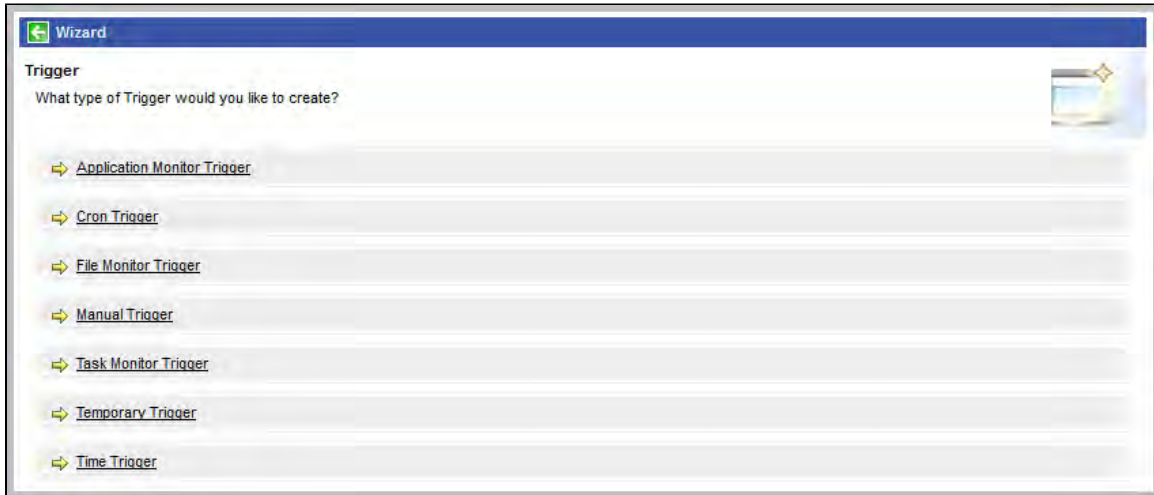 Wizard
Trigger
What type of Trigger would you like to create?
Application Monitor Trigger
Cron Trigger
File Monitor Trigger
Manual Trigger
Task Monitor Trigger
Temporary Trigger
Time Trigger